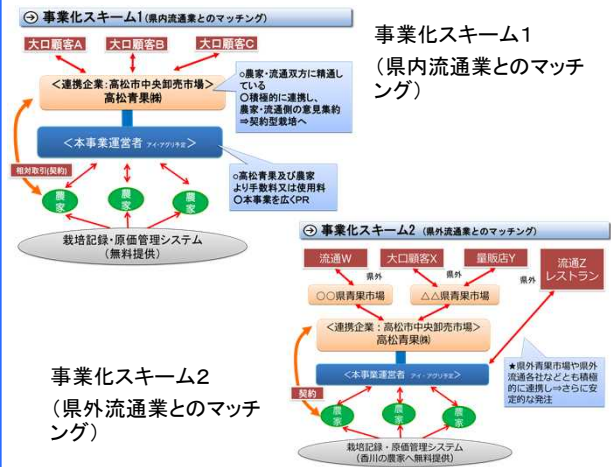 事業化スキーム1(県内流通業とのマッチング)
大口顧客A
大口顧客B
大口顧客C
<連携企業:高松市中央卸売市場>
高松青果㈱
○農家・流通双方に精通し
ている
〇積極的に連携し、
農家・流通側の意見集約
⇒契約型栽培へ
<本事業運営者 アイ・アグリ予定>
相対取引(契約)
○高松青果及び農家
より手数料又は使用料
〇本事業を広くPR
農家
農家
農家
栽培記録・原価管理システム
(無料提供)
事業化スキーム1
(県内流通業とのマッチ
ング)
事業化スキーム2 (県外流通業とのマッチング)
流通W
大口顧客X
量販店Y
流通Z
レストラン
県外
県外
県外
○○県青果市場
△△県青果市場
<連携企業:高松市中央卸売市場>
高松青果㈱
<本事業運営者 アイ・アグリ予定>
★県外青果市場や県外
流通各社などとも積極
的に連携し⇒さらに安
定的な発注
契約
農家
農家
農家
栽培記録・原価管理システム
(香川の農家へ無料提供)
事業化スキーム2
(県外流通業とのマッチ
ング)